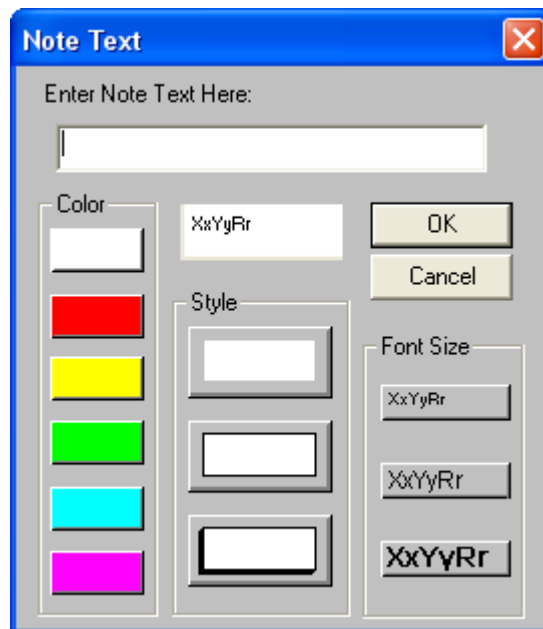 Note Text
Enter Note Text Here:
Color
XxYyRr
OK
Cancel
Style
Font Size
XxYyRr
XxYyRr
XxYyRr